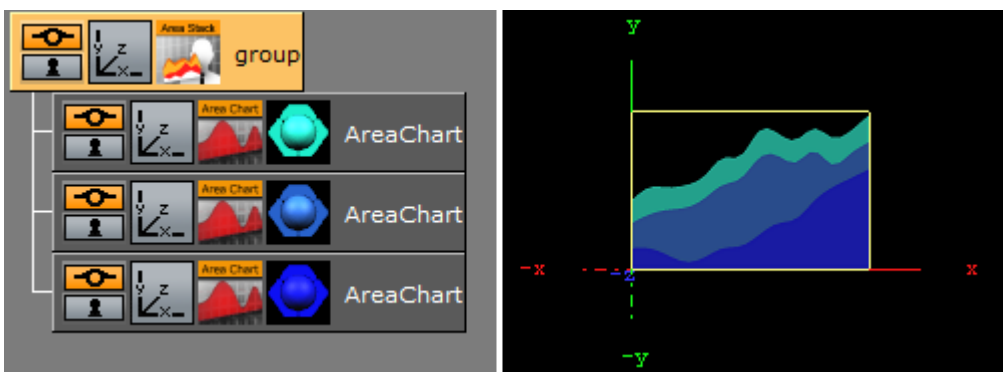 Area Stack
y
z
x
group
Area Chart
y
z
x
AreaChart
Area Chart
y
z
x
AreaChart
Area Chart
y
z
x
AreaChart
y
-x
-z
x
-y